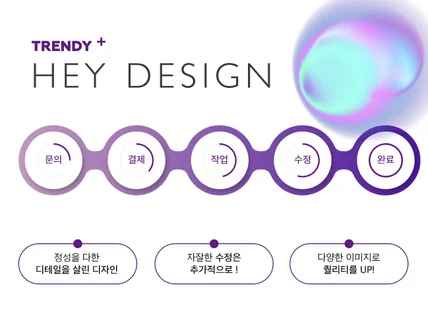 TRENDY +
HEY DESIGN
문의 결제 작업 수정 완료
정성을 다한
디테일을 살린 디자인
자잘한 수정은
추가적으로 !
다양한 이미지로
퀄리티를 UP!